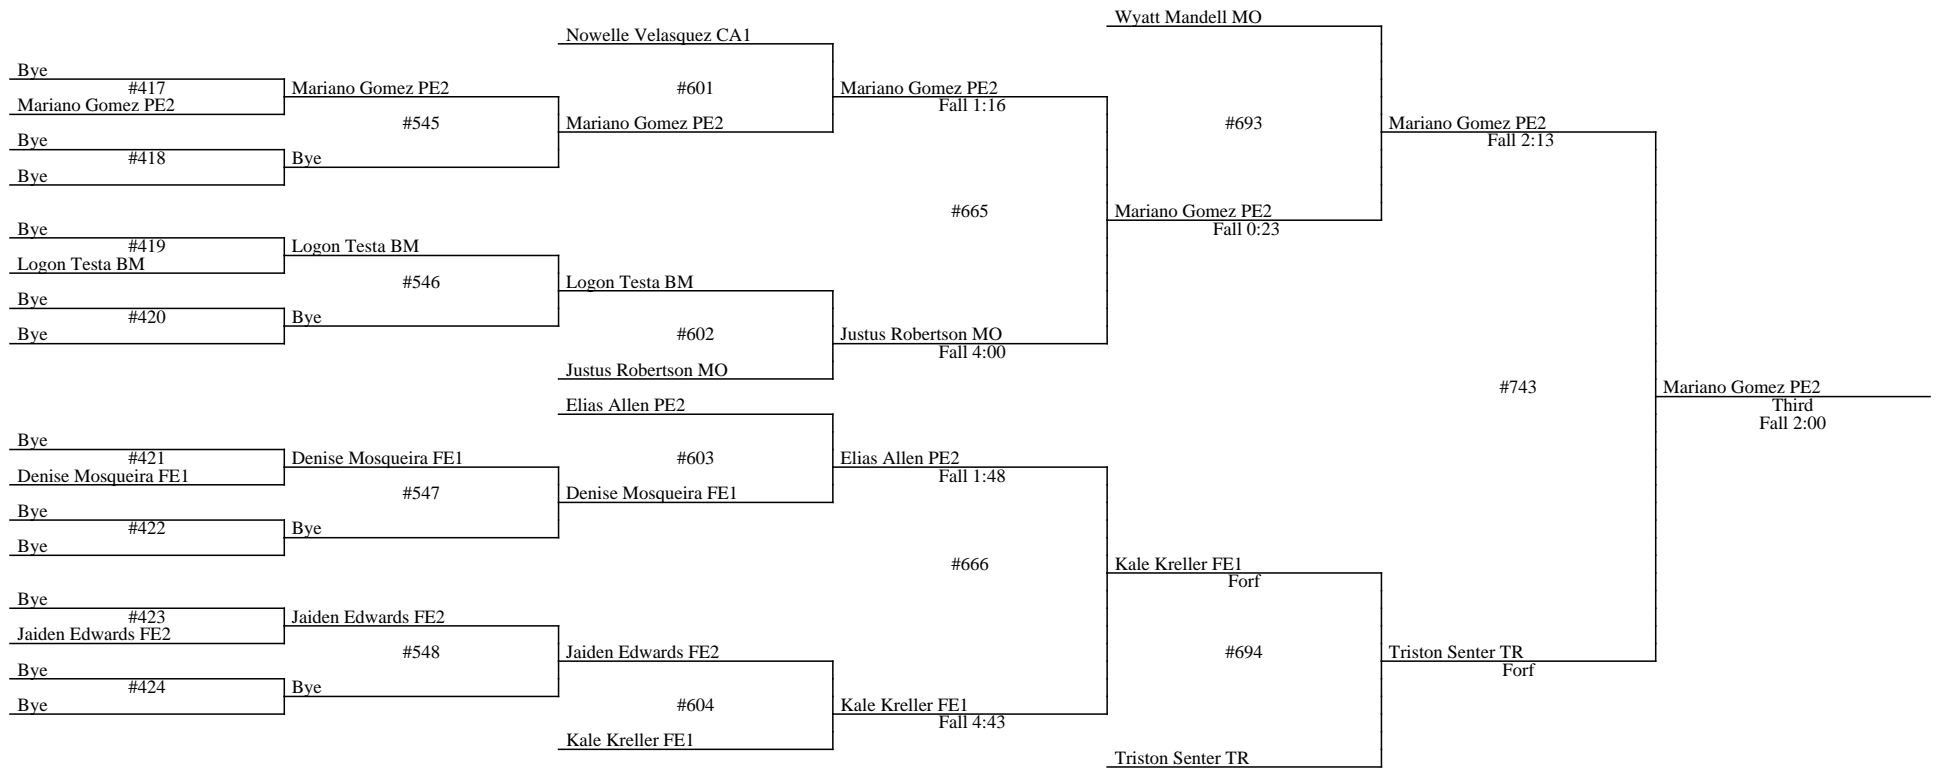 Wyatt Mandell MO
Nowelle Velasquez CA1
Bye
#417
Mariano Gomez PE2
#601
Mariano Gomez PE2
Mariano Gomez PE2
Fall 1:16
#545
Mariano Gomez PE2
#693
Mariano Gomez PE2
Fall 2:13
Bye
#418
Bye
Bye
#665
Mariano Gomez PE2
Fall 0:23
Bye
#419
Logon Testa BM
Logon Testa BM
#546
Logon Testa BM
Bye
#420
Bye
Bye
#602
Justus Robertson MO
Fall 4:00
Justus Robertson MO
#743
Mariano Gomez PE2
Third
Fall 2:00
Elias Allen PE2
Bye
#421
Denise Mosqueira FE1
Denise Mosqueira FE1
#603
Elias Allen PE2
Fall 1:48
#547
Denise Mosqueira FE1
Bye
#422
Bye
Bye
#666
Kale Kreller FE1
Forf
Bye
#423
Jaiden Edwards FE2
Jaiden Edwards FE2
#548
Jaiden Edwards FE2
#694
Triston Senter TR
Forf
Bye
#424
Bye
Bye
#604
Kale Kreller FE1
Fall 4:43
Kale Kreller FE1
Triston Senter TR